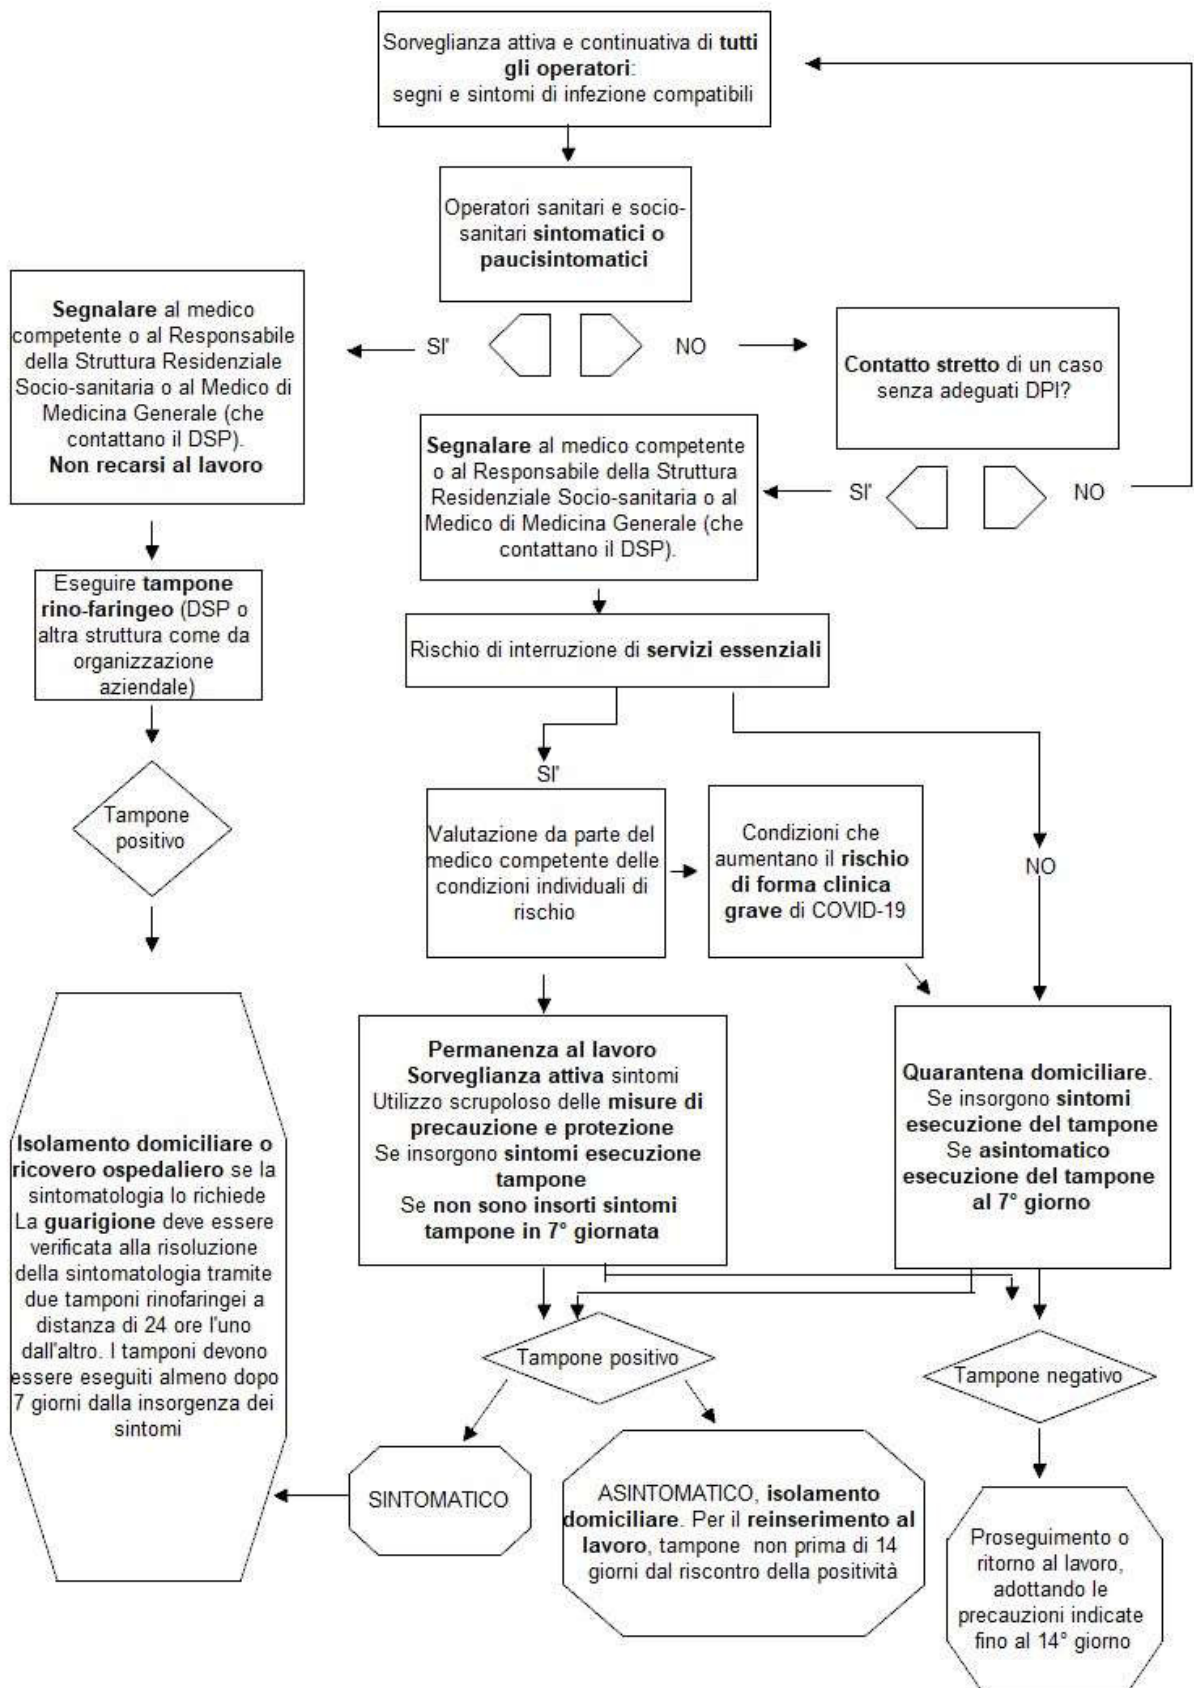 Sorveglianza attiva e continuativa di tutti
gli operatori:
segni e sintomi di infezione compatibili
Operatori sanitari e socio-
sanitari sintomatici o
paucisintomatici
SI'
NO
Segnalare al medico
competente o al Responsabile
della Struttura Residenziale
Socio-sanitaria o al Medico di
Medicina Generale (che
contattano il DSP).
Non recarsi al lavoro
Contatto stretto di un caso
senza adeguati DPI?
SI'
NO
Segnalare al medico competente
o al Responsabile della Struttura
Residenziale Socio-sanitaria o al
Medico di Medicina Generale (che
contattano il DSP).
Eseguire tampone
rino-faringeo (DSP o
altra struttura come da
organizzazione
aziendale)
Rischio di interruzione di servizi essenziali
SI'
NO
Tampone
positivo
Valutazione da parte del
medico competente delle
condizioni individuali di
rischio
Condizioni che
aumentano il rischio
di forma clinica
grave di COVID-19
Isolamento domiciliare o
ricovero ospedaliero se la
sintomatologia lo richiede
La guarigione deve essere
verificata alla risoluzione
della sintomatologia tramite
due tamponi rinofaringei a
distanza di 24 ore l'uno
dall'altro. I tamponi devono
essere eseguiti almeno dopo
7 giorni dalla insorgenza dei
sintomi
Permanenza al lavoro
Sorveglianza attiva sintomi
Utilizzo scrupoloso delle misure di
precauzione e protezione
Se insorgono sintomi esecuzione
tampone
Se non sono insorti sintomi
tampone in 7° giornata
Quarantena domiciliare.
Se insorgono sintomi
esecuzione del tampone
Se asintomatico
esecuzione del tampone
al 7° giorno
Tampone positivo
Tampone negativo
SINTOMATICO
ASINTOMATICO, isolamento
domiciliare. Per il reinserimento al
lavoro, tampone non prima di 14
giorni dal riscontro della positività
Proseguimento o
ritorno al lavoro,
adottando le
precauzioni indicate
fino al 14° giorno